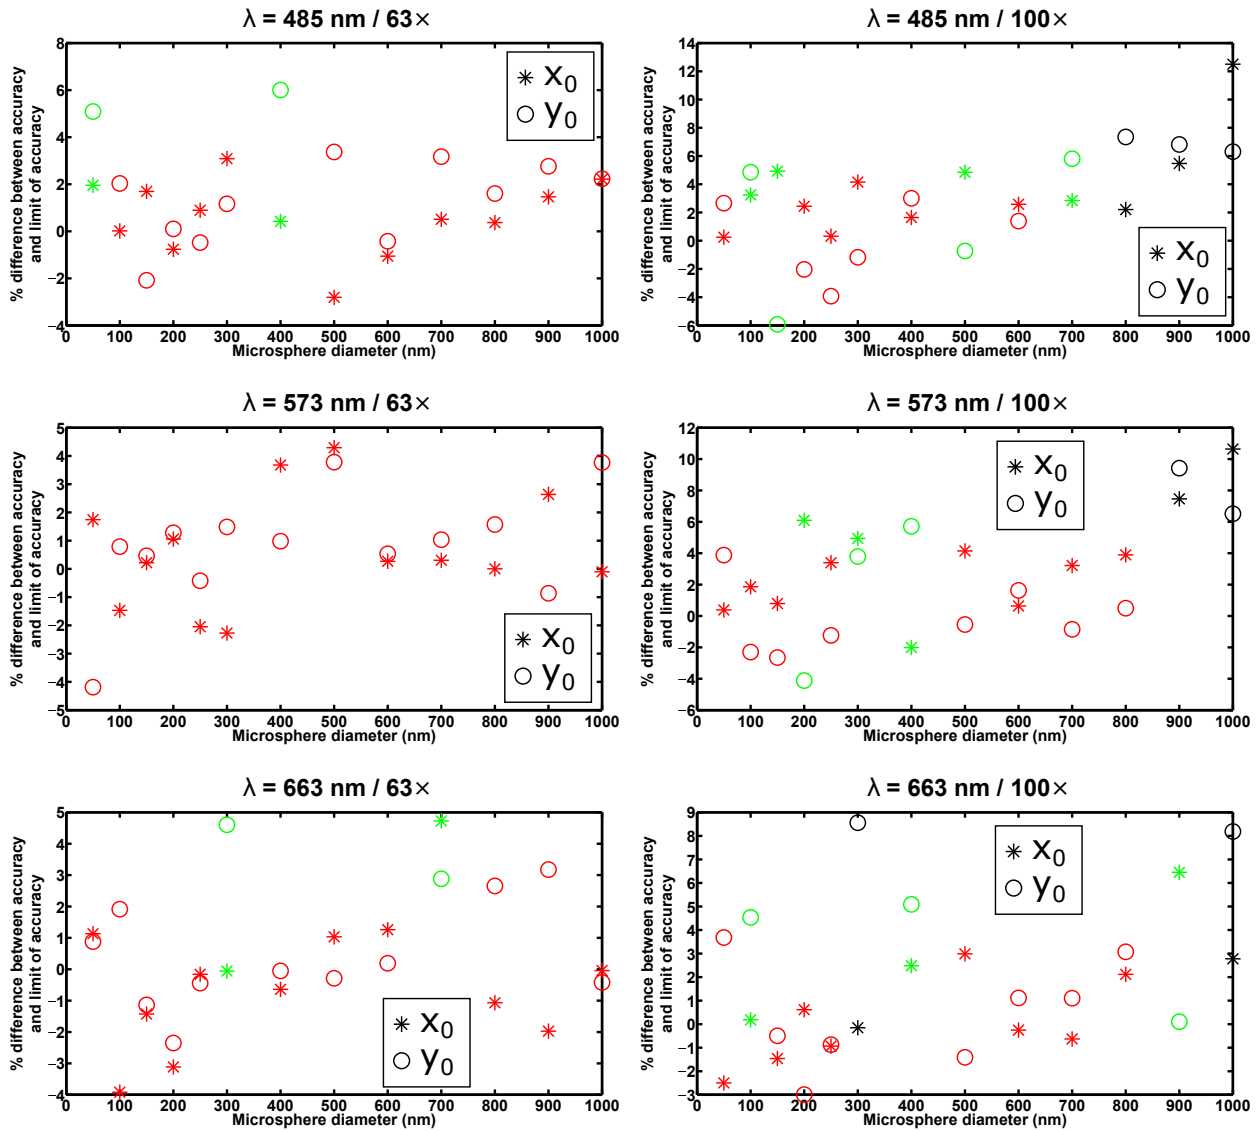 λ = 485 nm / 63×
% difference between accuracy
and limit of accuracy
8
6
4
2
0
−2
−4
x0
y0
0 100 200 300 400 500 600 700 800 900 1000
Microsphere diameter (nm)
λ = 485 nm / 100×
% difference between accuracy
and limit of accuracy
14
12
10
8
6
4
2
0
−2
−4
−6
x0
y0
0 100 200 300 400 500 600 700 800 900 1000
Microsphere diameter (nm)
λ = 573 nm / 63×
% difference between accuracy
and limit of accuracy
5
4
3
2
1
0
−1
−2
−3
−4
−5
x0
y0
0 100 200 300 400 500 600 700 800 900 1000
Microsphere diameter (nm)
λ = 573 nm / 100×
% difference between accuracy
and limit of accuracy
12
10
8
6
4
2
0
−2
−4
−6
x0
y0
0 100 200 300 400 500 600 700 800 900 1000
Microsphere diameter (nm)
λ = 663 nm / 63×
% difference between accuracy
and limit of accuracy
5
4
3
2
1
0
−1
−2
−3
−4
x0
y0
0 100 200 300 400 500 600 700 800 900 1000
Microsphere diameter (nm)
λ = 663 nm / 100×
% difference between accuracy
and limit of accuracy
9
8
7
6
5
4
3
2
1
0
−1
−2
−3
x0
y0
0 100 200 300 400 500 600 700 800 900 1000
Microsphere diameter (nm)